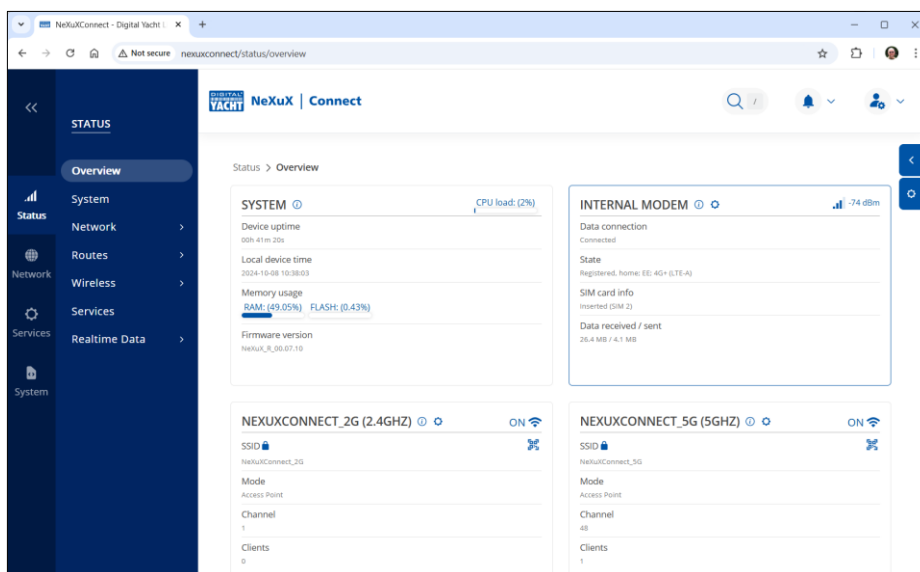 NeXuXConnect - Digital Yacht L
Not secure nexuxconnect/status/overview
DIGITAL YACHT NeXuX | Connect
/
STATUS
Overview
System
Network
Routes
Wireless
Services
Realtime Data
Status
Network
Services
System
Status > Overview
SYSTEM CPU load: (2%)
Device uptime
00h 41m 20s
Local device time
2024-10-08 10:38:03
Memory usage
RAM: (49.05%) FLASH: (0.43%)
Firmware version
NeXuX_R_00.07.10
INTERNAL MODEM -74 dBm
Data connection
Connected
State
Registered, home; EE; 4G+ (LTE-A)
SIM card info
Inserted (SIM 2)
Data received / sent
26.4 MB / 4.1 MB
NEXUXCONNECT_2G (2.4GHZ) ON
SSID
NeXuXConnect_2G
Mode
Access Point
Channel
1
Clients
0
NEXUXCONNECT_5G (5GHZ) ON
SSID
NeXuXConnect_5G
Mode
Access Point
Channel
48
Clients
1